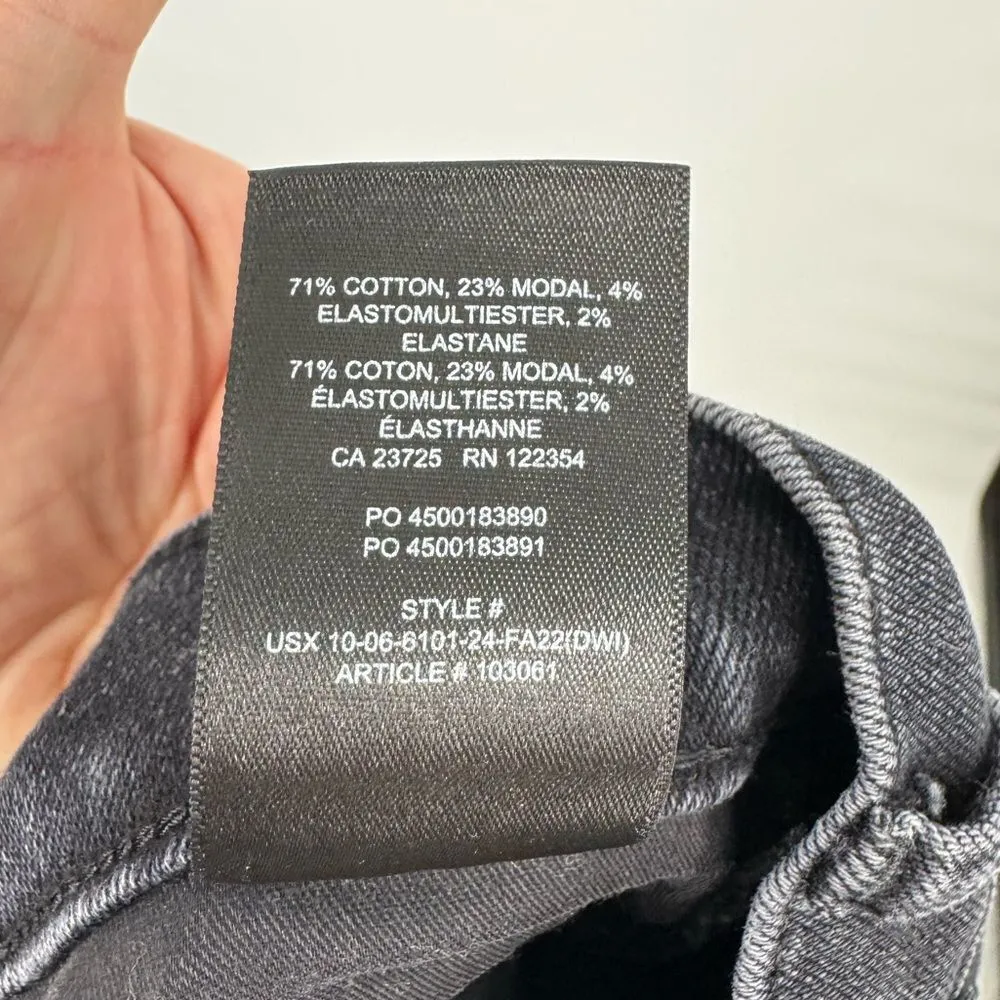 71% COTTON, 23% MODAL, 4%
ELASTOMULTIESTER, 2%
ELASTANE
71% COTON, 23% MODAL, 4%
ÉLASTOMULTIESTER, 2%
ÉLASTHANNE
CA 23725 RN 122354
PO 4500183890
PO 4500183891
STYLE #
USX 10-06-6101-24-FA22(DWI)
ARTICLE # 103061